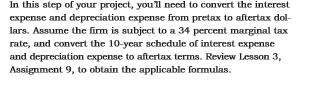 In this step of your project, you'll need to convert the interest
expense and depreciation expense from pretax to aftertax dol-
lars. Assume the firm is subject to a 34 percent marginal tax
rate, and convert the 10-year schedule of interest expense
and depreciation expense to aftertax terms. Review Lesson 3,
Assignment 9, to obtain the applicable formulas.